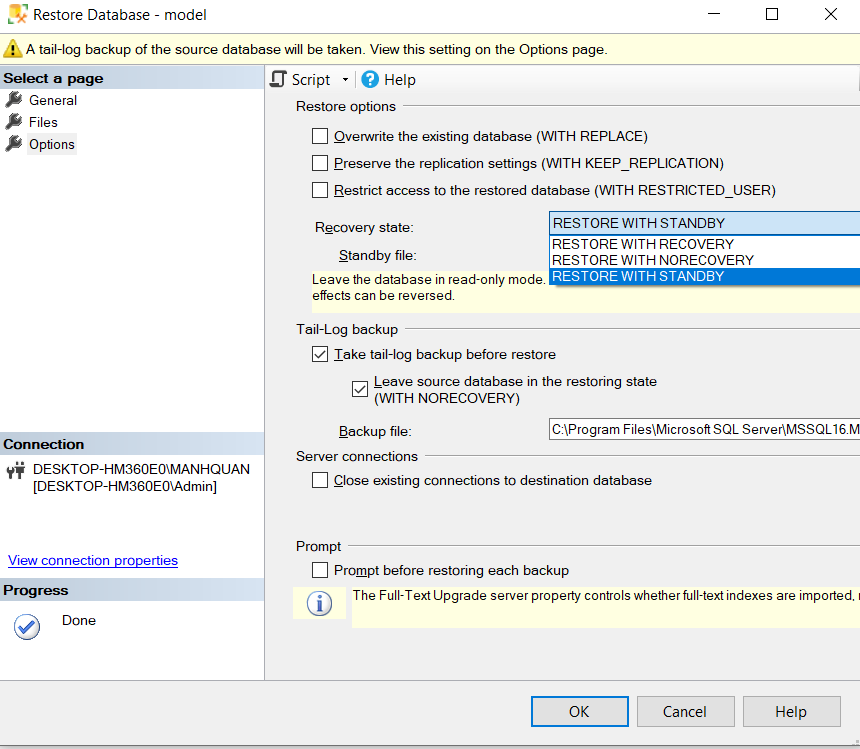 Restore Database - model
A tail-log backup of the source database will be taken. View this setting on the Options page.
Select a page
General
Files
Options
Script
Help
Restore options
Overwrite the existing database (WITH REPLACE)
Preserve the replication settings (WITH KEEP_REPLICATION)
Restrict access to the restored database (WITH RESTRICTED_USER)
Recovery state:
RESTORE WITH STANDBY
RESTORE WITH RECOVERY
RESTORE WITH NORECOVERY
RESTORE WITH STANDBY
Standby file:
Leave the database in read-only mode.
effects can be reversed.
Tail-Log backup
Take tail-log backup before restore
Leave source database in the restoring state
(WITH NORECOVERY)
Backup file:
C:\Program Files\Microsoft SQL Server\MSSQL16.M
Server connections
Close existing connections to destination database
Prompt
Prompt before restoring each backup
The Full-Text Upgrade server property controls whether full-text indexes are imported,
Connection
DESKTOP-HM360E0\MANHQUAN
[DESKTOP-HM360E0\Admin]
View connection properties
Progress
Done
OK
Cancel
Help